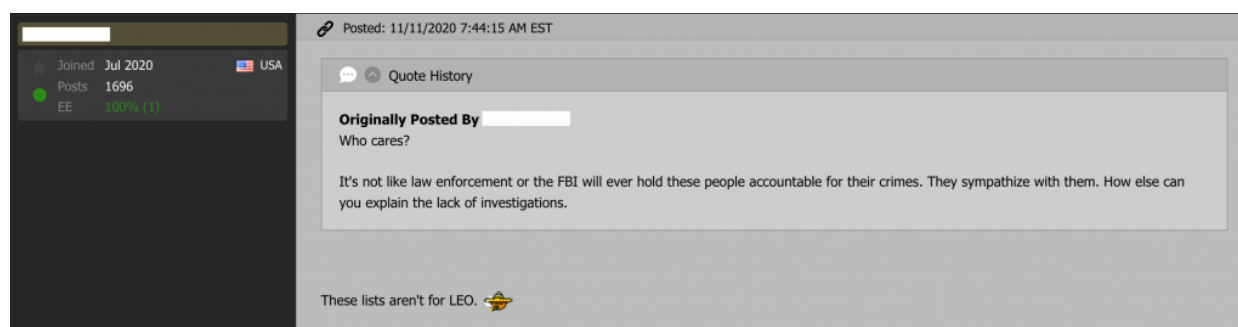 Posted: 11/11/2020 7:44:15 AM EST
Joined Jul 2020 USA
Posts 1696
EE 100% (1)
Quote History
Originally Posted By
Who cares?
It's not like law enforcement or the FBI will ever hold these people accountable for their crimes. They sympathize with them. How else can
you explain the lack of investigations.
These lists aren't for LEO.